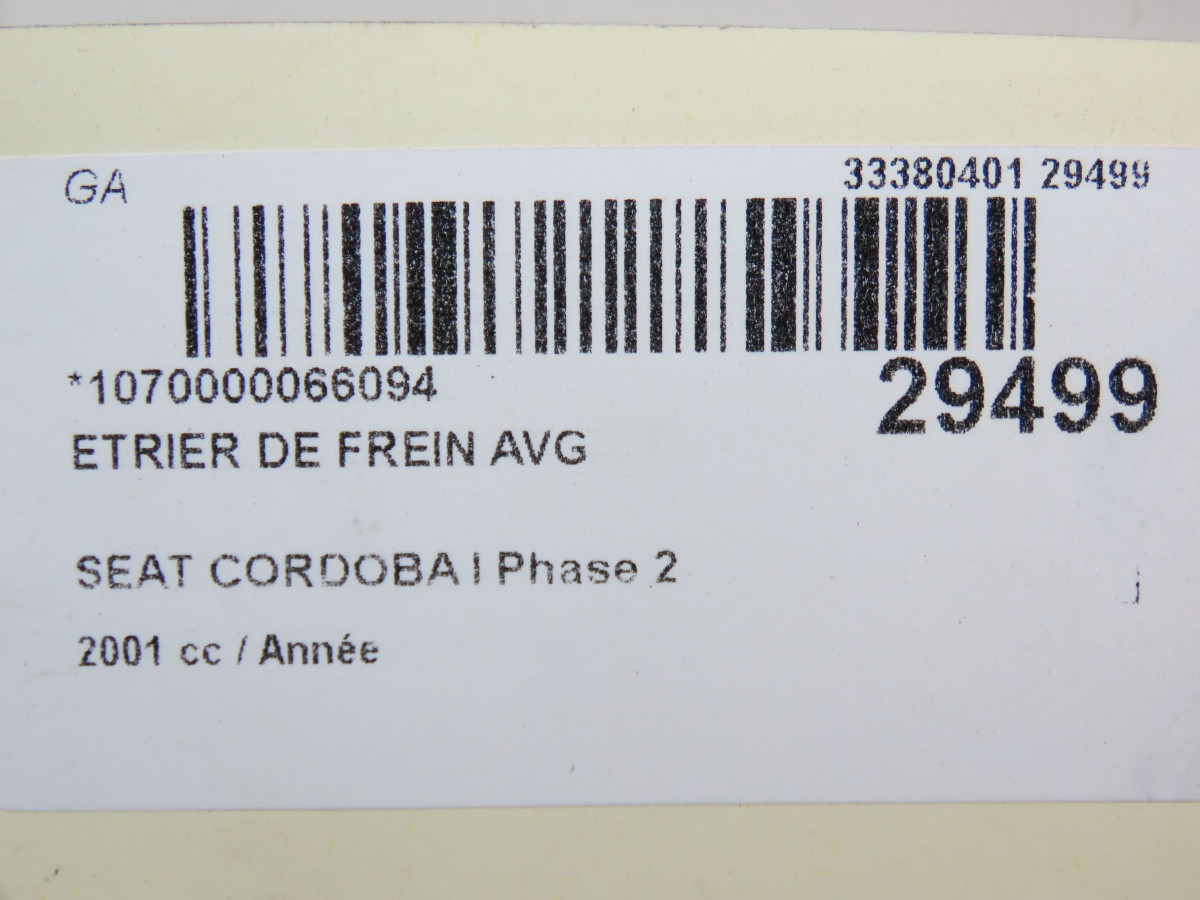 GA
33380401 29499
*1070000066094
29499
ETRIER DE FREIN AVG
SEAT CORDOBA I Phase 2
2001 cc / Année